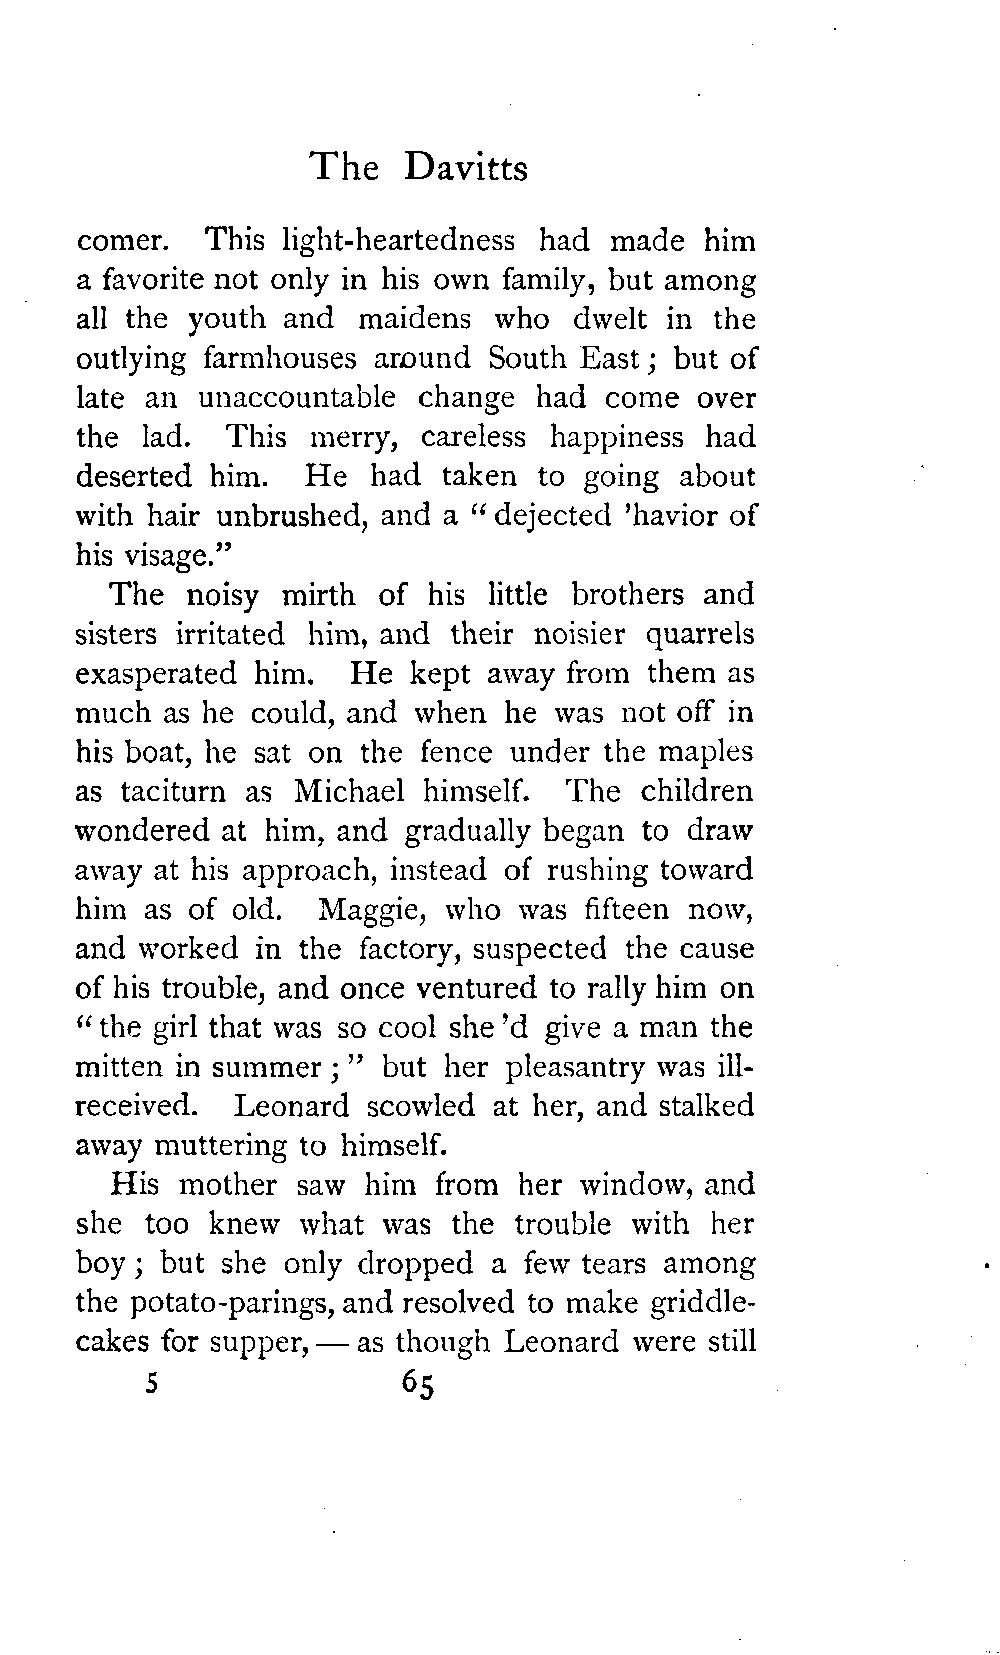 The Davitts
comer. This light-heartedness had made him
a favorite not only in his own family, but among
all the youth and maidens who dwelt in the
outlying farmhouses around South East; but of
late an unaccountable change had come over
the lad. This merry, careless happiness had
deserted him. He had taken to going about
with hair unbrushed, and a “dejected ’havior of
his visage.”
The noisy mirth of his little brothers and
sisters irritated him, and their noisier quarrels
exasperated him. He kept away from them as
much as he could, and when he was not off in
his boat, he sat on the fence under the maples
as taciturn as Michael himself. The children
wondered at him, and gradually began to draw
away at his approach, instead of rushing toward
him as of old. Maggie, who was fifteen now,
and worked in the factory, suspected the cause
of his trouble, and once ventured to rally him on
“the girl that was so cool she’d give a man the
mitten in summer;” but her pleasantry was ill-
received. Leonard scowled at her, and stalked
away muttering to himself.
His mother saw him from her window, and
she too knew what was the trouble with her
boy; but she only dropped a few tears among
the potato-parings, and resolved to make griddle-
cakes for supper,—as though Leonard were still
5 65